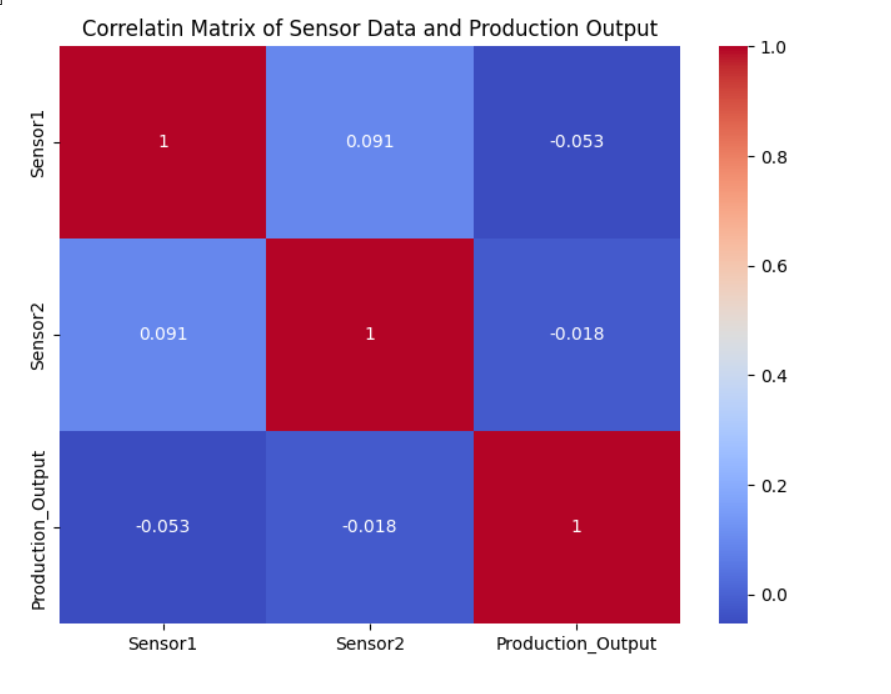 Correlatin Matrix of Sensor Data and Production Output
Sensor1
1
0.091
-0.053
Sensor2
0.091
1
-0.018
Production_Output
-0.053
-0.018
1
Sensor1
Sensor2
Production_Output
1.0
0.8
0.6
0.4
0.2
0.0